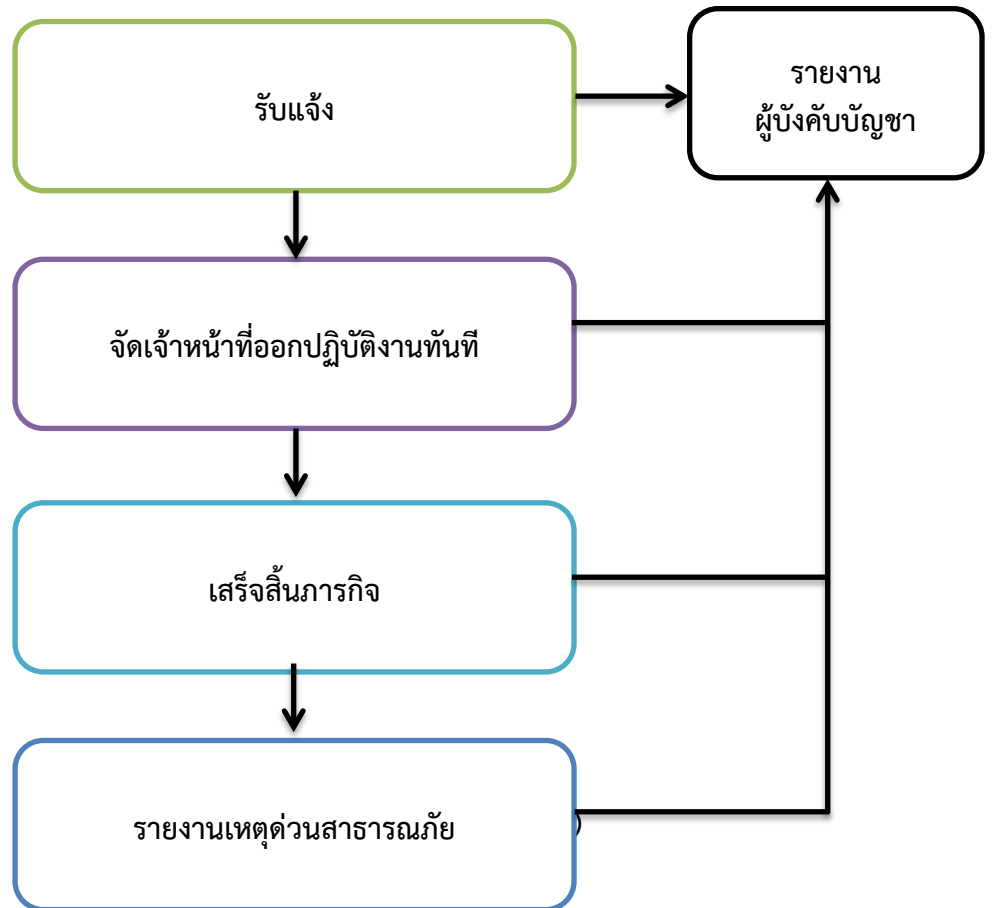 รับแจ้ง
รายงาน
ผู้บังคับบัญชา
จัดเจ้าหน้าที่ออกปฏิบัติงานทันที
เสร็จสิ้นภารกิจ
รายงานเหตุด่วนสาธารณภัย
)